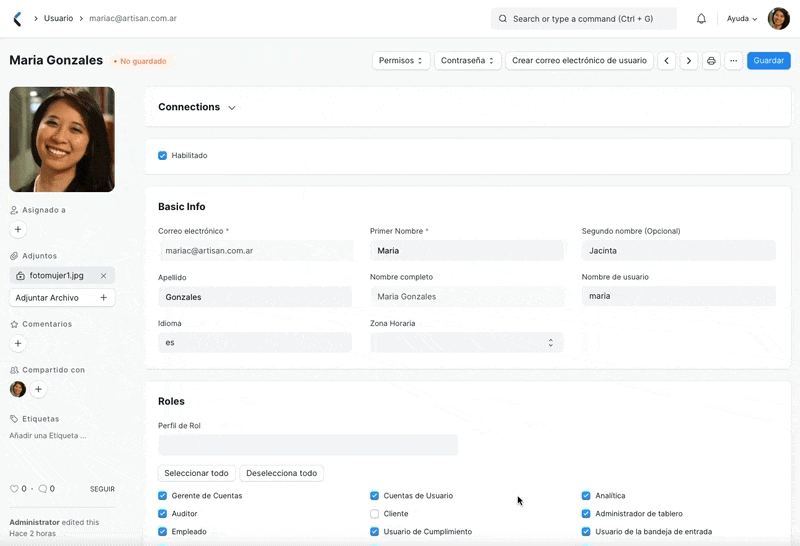 Usuario
mariac@artisan.com.ar
Search or type a command (Ctrl + G)
Ayuda
Maria Gonzales
No guardado
Permisos
Contraseña
Crear correo electrónico de usuario
Guardar
Connections
Habilitado
Asignado a
Adjuntos
fotomujer1.jpg
Adjuntar Archivo
Comentarios
Compartido con
Etiquetas
Añadir una Etiqueta ...
0 · 0 SEGUIR
Administrator edited this
Hace 2 horas
Basic Info
Correo electrónico *
mariac@artisan.com.ar
Primer Nombre *
Maria
Segundo nombre (Opcional)
Jacinta
Apellido
Gonzales
Nombre completo
Maria Gonzales
Nombre de usuario
maria
Idioma
es
Zona Horaria
Roles
Perfil de Rol
Seleccionar todo
Deselecciona todo
Gerente de Cuentas
Cuentas de Usuario
Analítica
Auditor
Cliente
Administrador de tablero
Empleado
Usuario de Cumplimiento
Usuario de la bandeja de entrada